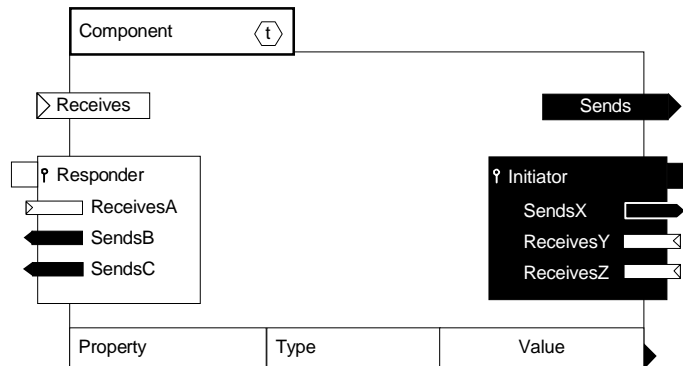 Component t
Receives Sends
Responder Initiator
ReceivesA SendsX
SendsB ReceivesY
SendsC ReceivesZ
Property Type Value